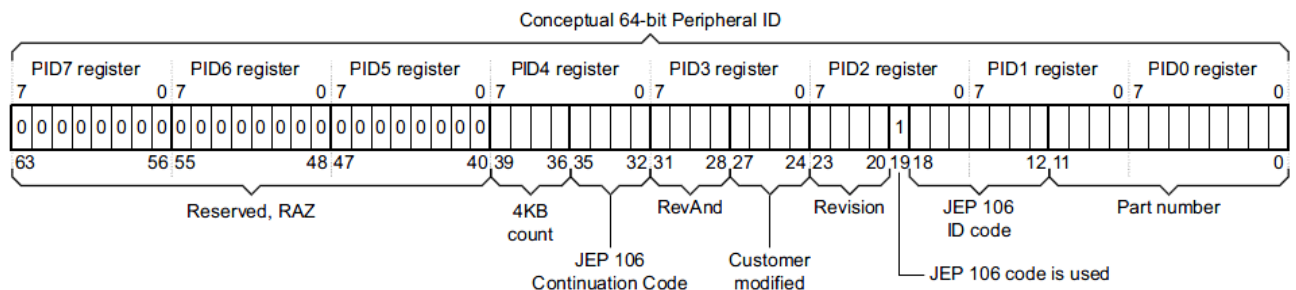 Conceptual 64-bit Peripheral ID
PID7 register PID6 register PID5 register PID4 register PID3 register PID2 register PID1 register PID0 register
7 0 7 0 7 0 7 0 7 0 7 0 7 0 7 0
0 0 0 0 0 0 0 0 0 0 0 0 0 0 0 0 0 0 0 0 0 0 0 0 1
63 56 55 48 47 40 39 36 35 32 31 28 27 24 23 20 19 18 12 11 0
Reserved, RAZ 4KB RevAnd Revision JEP 106 Part number
count ID code
JEP 106 Customer JEP 106 code is used
Continuation Code modified